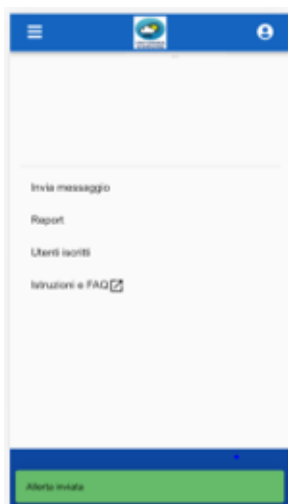 Invia messaggio
Report
Utenti iscritti
Istruzioni e FAQ
Allerta inviata